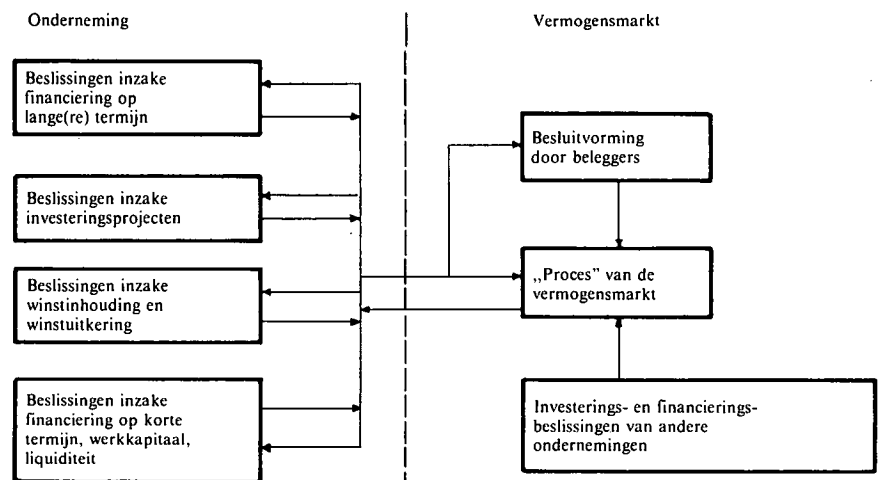 Onderneming
Vermogensmarkt
Beslissingen inzake
financiering op
lange(re) termijn
Beslissingen inzake
investeringsprojecten
Beslissingen inzake
winstinhouding en
winstuitkering
Beslissingen inzake
financiering op korte
termijn, werkkapitaal,
liquiditeit
Besluitvorming
door beleggers
,,Proces” van de
vermogensmarkt
Investerings- en financierings-
beslissingen van andere
ondernemingen